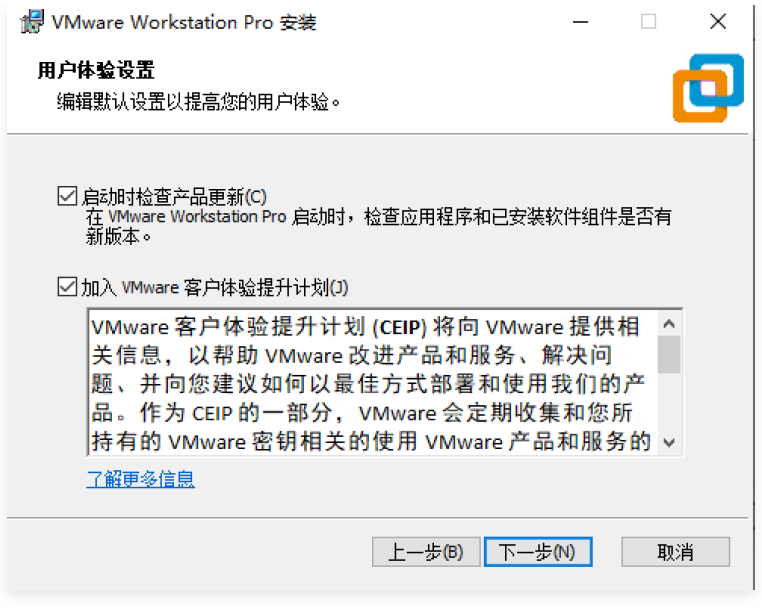 VMware Workstation Pro 安装
用户体验设置
编辑默认设置以提高您的用户体验。
启动时检查产品更新(C)
在 VMware Workstation Pro 启动时，检查应用程序和已安装软件组件是否有
新版本。
加入 VMware 客户体验提升计划(J)
VMware 客户体验提升计划 (CEIP) 将向 VMware 提供相
关信息，以帮助 VMware 改进产品和服务、解决问
题、并向您建议如何以最佳方式部署和使用我们的产
品。作为 CEIP 的一部分，VMware 会定期收集和您所
持有的 VMware 密钥相关的使用 VMware 产品和服务的
了解更多信息
上一步(B) 下一步(N) 取消